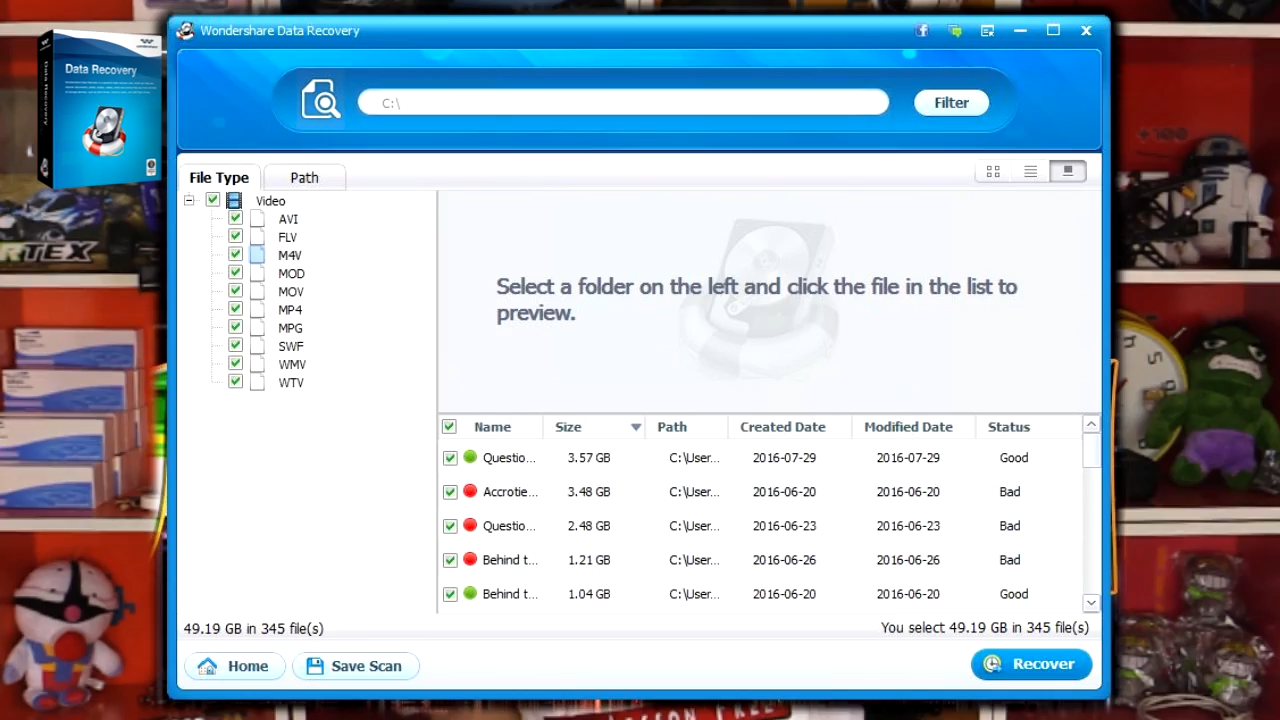 Wondershare Data Recovery
wondershare
Data Recovery
Data Recovery
C:\
Filter
File Type
Path
Video
AVI
FLV
M4V
MOD
MOV
MP4
MPG
SWF
WMV
WTV
Select a folder on the left and click the file in the list to
preview.
Name Size Path Created Date Modified Date Status
Questio... 3.57 GB C:\User... 2016-07-29 2016-07-29 Good
Accrotie... 3.48 GB C:\User... 2016-06-20 2016-06-20 Bad
Questio... 2.48 GB C:\User... 2016-06-23 2016-06-23 Bad
Behind t... 1.21 GB C:\User... 2016-06-26 2016-06-26 Bad
Behind t... 1.04 GB C:\User... 2016-06-20 2016-06-20 Good
49.19 GB in 345 file(s)
You select 49.19 GB in 345 file(s)
Home
Save Scan
Recover
+100
RTEX